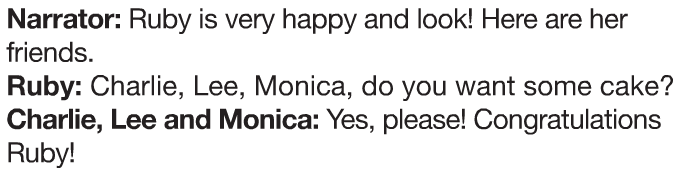 Narrator: Ruby is very happy and look! Here are her
friends.
Ruby: Charlie, Lee, Monica, do you want some cake?
Charlie, Lee and Monica: Yes, please! Congratulations
Ruby!